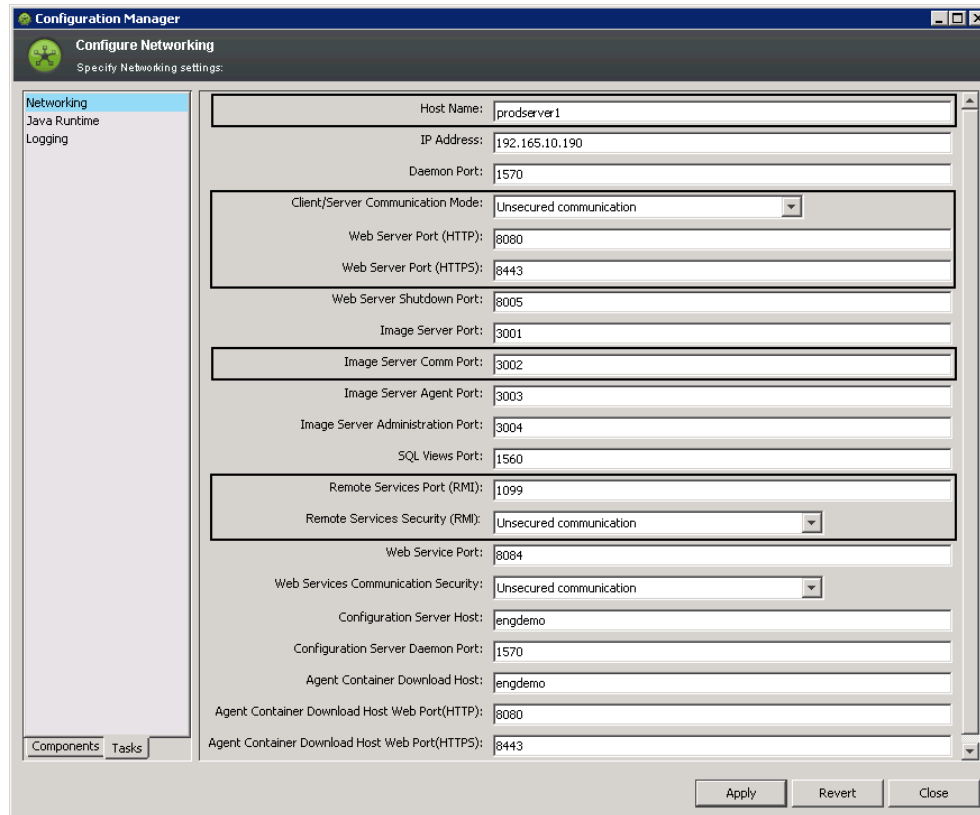 Configuration Manager
Configure Networking
Specify Networking settings:
Networking
Java Runtime
Logging
Host Name: prodserver1
IP Address: 192.165.10.190
Daemon Port: 1570
Client/Server Communication Mode: Unsecured communication
Web Server Port (HTTP): 8080
Web Server Port (HTTPS): 8443
Web Server Shutdown Port: 8005
Image Server Port: 3001
Image Server Comm Port: 3002
Image Server Agent Port: 3003
Image Server Administration Port: 3004
SQL Views Port: 1560
Remote Services Port (RMI): 1099
Remote Services Security (RMI): Unsecured communication
Web Service Port: 8084
Web Services Communication Security: Unsecured communication
Configuration Server Host: engdemo
Configuration Server Daemon Port: 1570
Agent Container Download Host: engdemo
Agent Container Download Host Web Port(HTTP): 8080
Agent Container Download Host Web Port(HTTPS): 8443
Components Tasks
Apply Revert Close